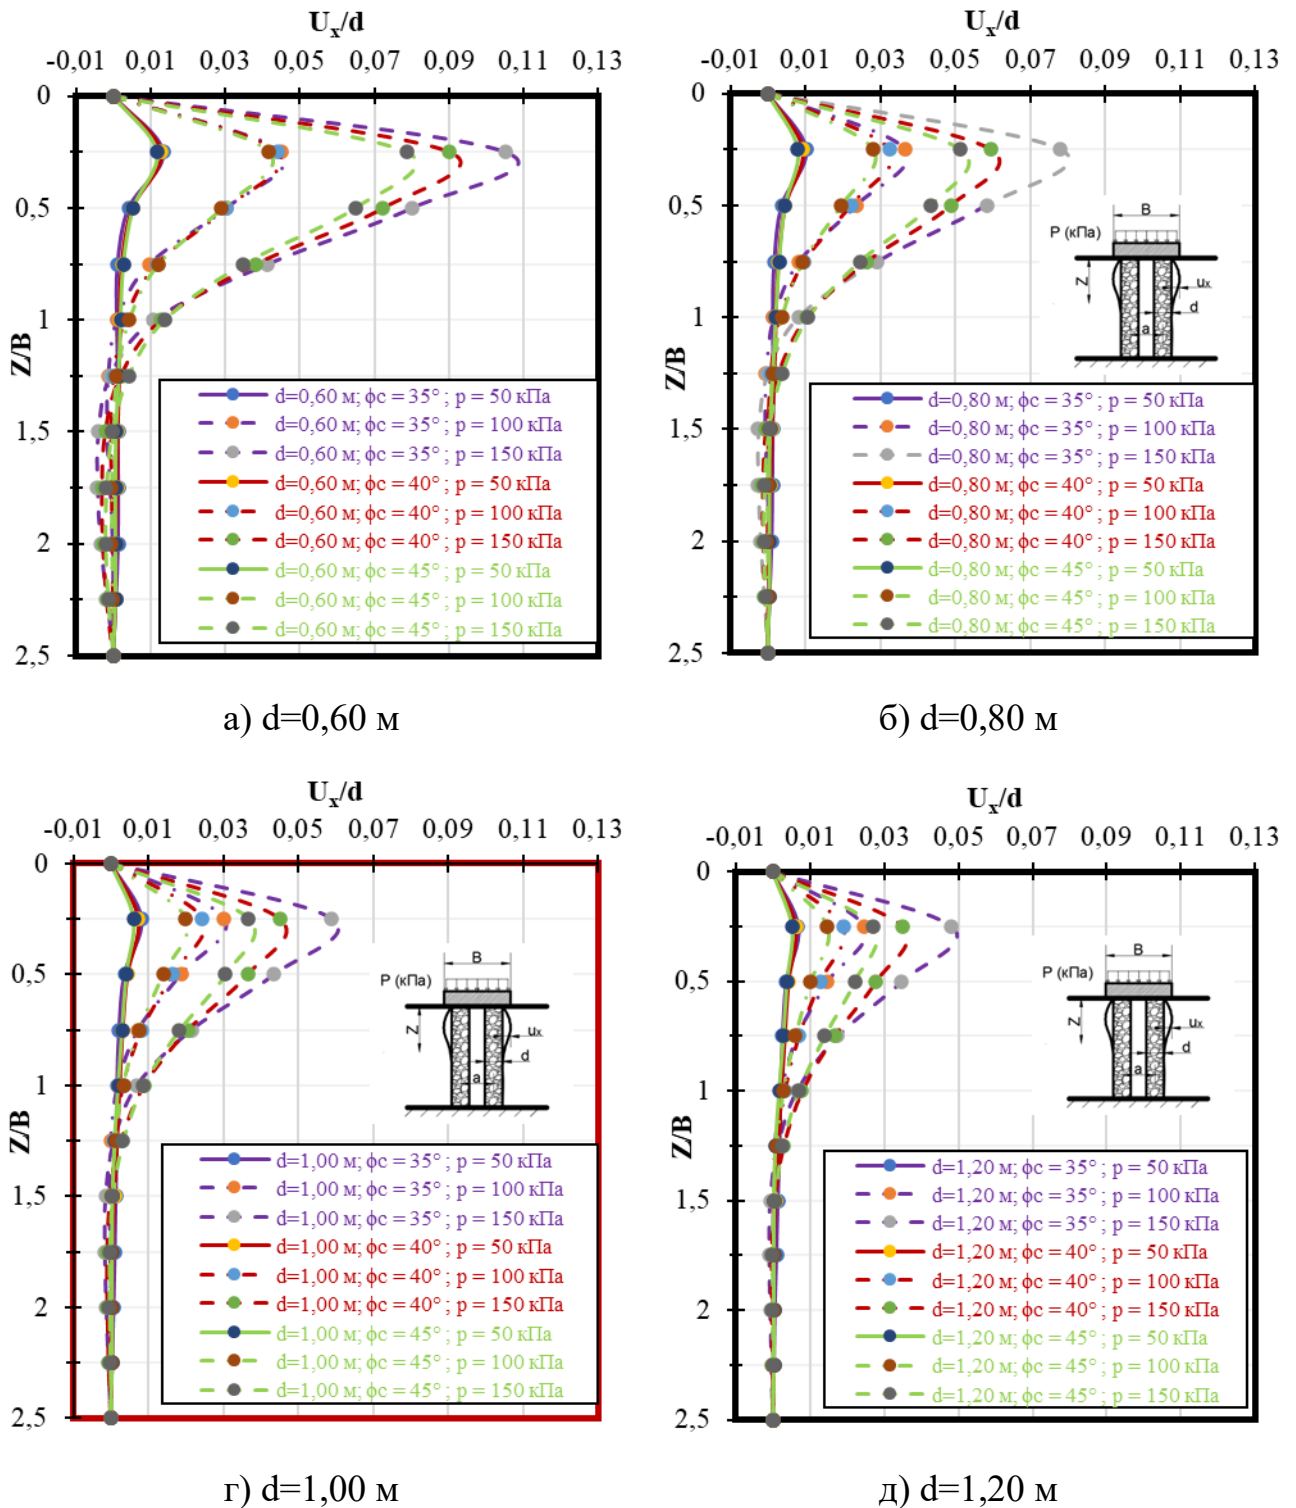 Uₓ/d
-0,01 0,01 0,03 0,05 0,07 0,09 0,11 0,13
0
0,5
1
1,5
2
2,5
Z/B
d=0,60 м; ϕc = 35° ; p = 50 кПа
d=0,60 м; ϕc = 35° ; p = 100 кПа
d=0,60 м; ϕc = 35° ; p = 150 кПа
d=0,60 м; ϕc = 40° ; p = 50 кПа
d=0,60 м; ϕc = 40° ; p = 100 кПа
d=0,60 м; ϕc = 40° ; p = 150 кПа
d=0,60 м; ϕc = 45° ; p = 50 кПа
d=0,60 м; ϕc = 45° ; p = 100 кПа
d=0,60 м; ϕc = 45° ; p = 150 кПа
а) d=0,60 м
Uₓ/d
-0,01 0,01 0,03 0,05 0,07 0,09 0,11 0,13
0
0,5
1
1,5
2
2,5
Z/B
B
P (кПа)
Z
uₓ
d
a
d=0,80 м; ϕc = 35° ; p = 50 кПа
d=0,80 м; ϕc = 35° ; p = 100 кПа
d=0,80 м; ϕc = 35° ; p = 150 кПа
d=0,80 м; ϕc = 40° ; p = 50 кПа
d=0,80 м; ϕc = 40° ; p = 100 кПа
d=0,80 м; ϕc = 40° ; p = 150 кПа
d=0,80 м; ϕc = 45° ; p = 50 кПа
d=0,80 м; ϕc = 45° ; p = 100 кПа
d=0,80 м; ϕc = 45° ; p = 150 кПа
б) d=0,80 м
Uₓ/d
-0,01 0,01 0,03 0,05 0,07 0,09 0,11 0,13
0
0,5
1
1,5
2
2,5
Z/B
B
P (кПа)
Z
uₓ
d
a
d=1,00 м; ϕc = 35° ; p = 50 кПа
d=1,00 м; ϕc = 35° ; p = 100 кПа
d=1,00 м; ϕc = 35° ; p = 150 кПа
d=1,00 м; ϕc = 40° ; p = 50 кПа
d=1,00 м; ϕc = 40° ; p = 100 кПа
d=1,00 м; ϕc = 40° ; p = 150 кПа
d=1,00 м; ϕc = 45° ; p = 50 кПа
d=1,00 м; ϕc = 45° ; p = 100 кПа
d=1,00 м; ϕc = 45° ; p = 150 кПа
г) d=1,00 м
Uₓ/d
-0,01 0,01 0,03 0,05 0,07 0,09 0,11 0,13
0
0,5
1
1,5
2
2,5
Z/B
B
P (кПа)
Z
uₓ
d
a
d=1,20 м; ϕc = 35° ; p = 50 кПа
d=1,20 м; ϕc = 35° ; p = 100 кПа
d=1,20 м; ϕc = 35° ; p = 150 кПа
d=1,20 м; ϕc = 40° ; p = 50 кПа
d=1,20 м; ϕc = 40° ; p = 100 кПа
d=1,20 м; ϕc = 40° ; p = 150 кПа
d=1,20 м; ϕc = 45° ; p = 50 кПа
d=1,20 м; ϕc = 45° ; p = 100 кПа
d=1,20 м; ϕc = 45° ; p = 150 кПа
д) d=1,20 м